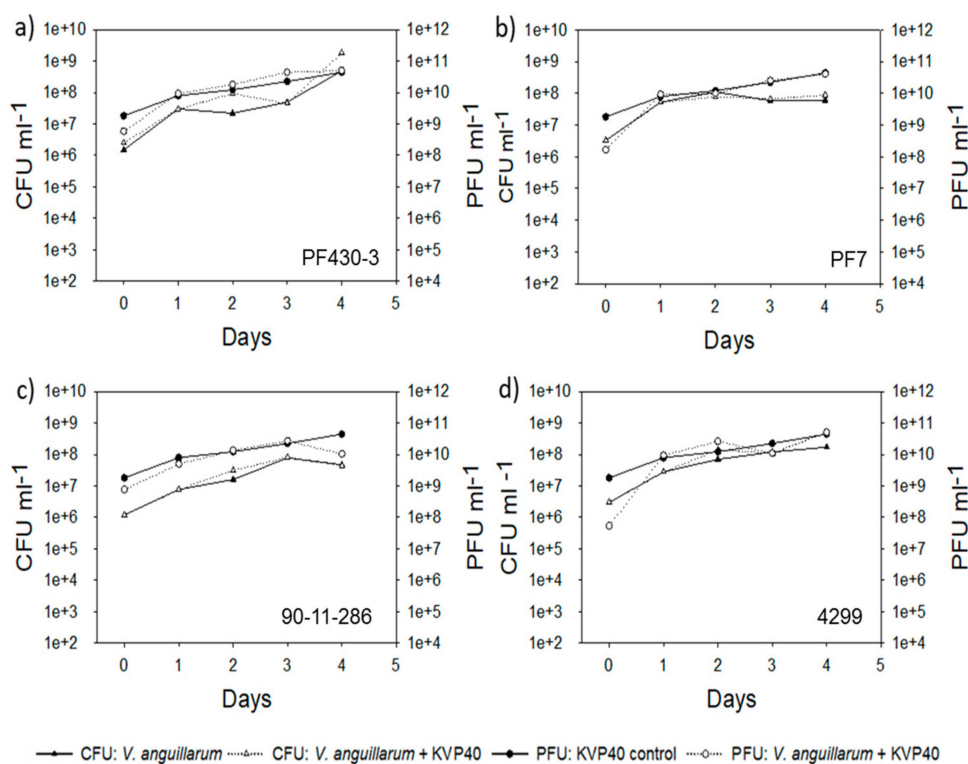 a)
1e+10
1e+9
1e+8
1e+7
1e+6
1e+5
1e+4
1e+3
1e+2
CFU ml⁻¹
1e+12
1e+11
1e+10
1e+9
1e+8
1e+7
1e+6
1e+5
1e+4
PFU ml⁻¹
PF430-3
0 1 2 3 4 5
Days
b)
1e+10
1e+9
1e+8
1e+7
1e+6
1e+5
1e+4
1e+3
1e+2
CFU ml⁻¹
1e+12
1e+11
1e+10
1e+9
1e+8
1e+7
1e+6
1e+5
1e+4
PFU ml⁻¹
PF7
0 1 2 3 4 5
Days
c)
1e+10
1e+9
1e+8
1e+7
1e+6
1e+5
1e+4
1e+3
1e+2
CFU ml⁻¹
1e+12
1e+11
1e+10
1e+9
1e+8
1e+7
1e+6
1e+5
1e+4
PFU ml⁻¹
90-11-286
0 1 2 3 4 5
Days
d)
1e+10
1e+9
1e+8
1e+7
1e+6
1e+5
1e+4
1e+3
1e+2
CFU ml⁻¹
1e+12
1e+11
1e+10
1e+9
1e+8
1e+7
1e+6
1e+5
1e+4
PFU ml⁻¹
4299
0 1 2 3 4 5
Days
CFU: V. anguillarum CFU: V. anguillarum + KVP40 PFU: KVP40 control PFU: V. anguillarum + KVP40